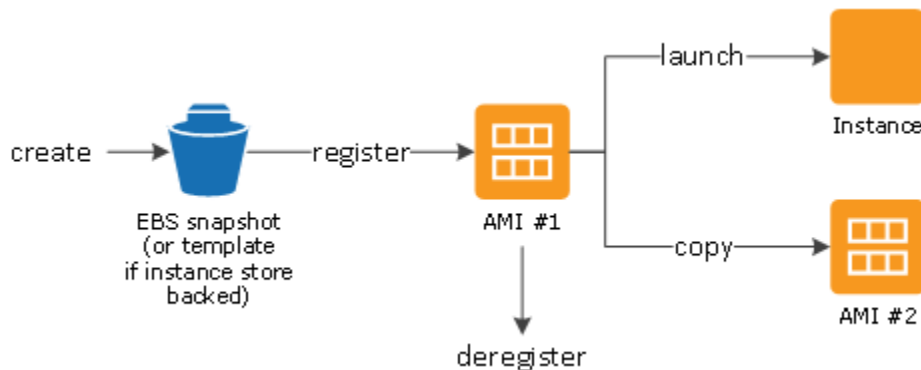 launch
Instance
create
register
EBS snapshot
(or template
if instance store
backed)
AMI #1
copy
AMI #2
deregister